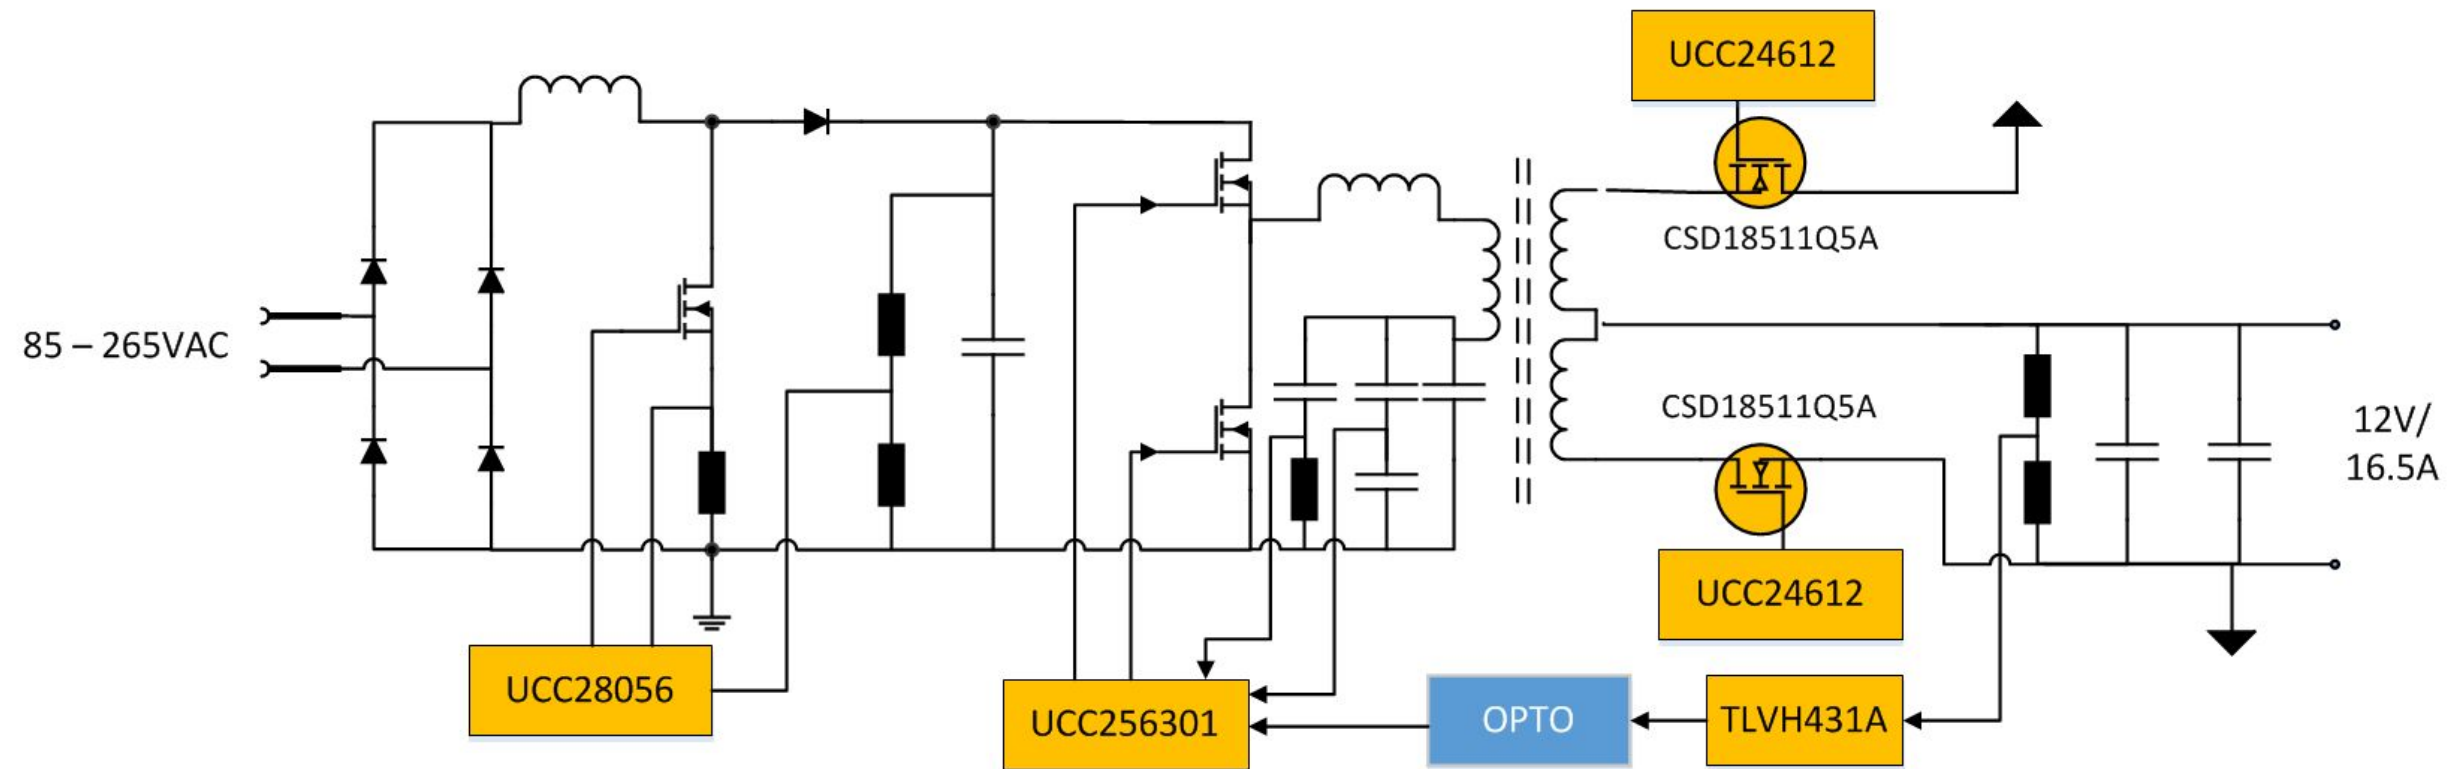 UCC24612
CSD18511Q5A
85 – 265VAC
CSD18511Q5A
12V/
16.5A
UCC24612
UCC28056
UCC256301
OPTO
TLVH431A